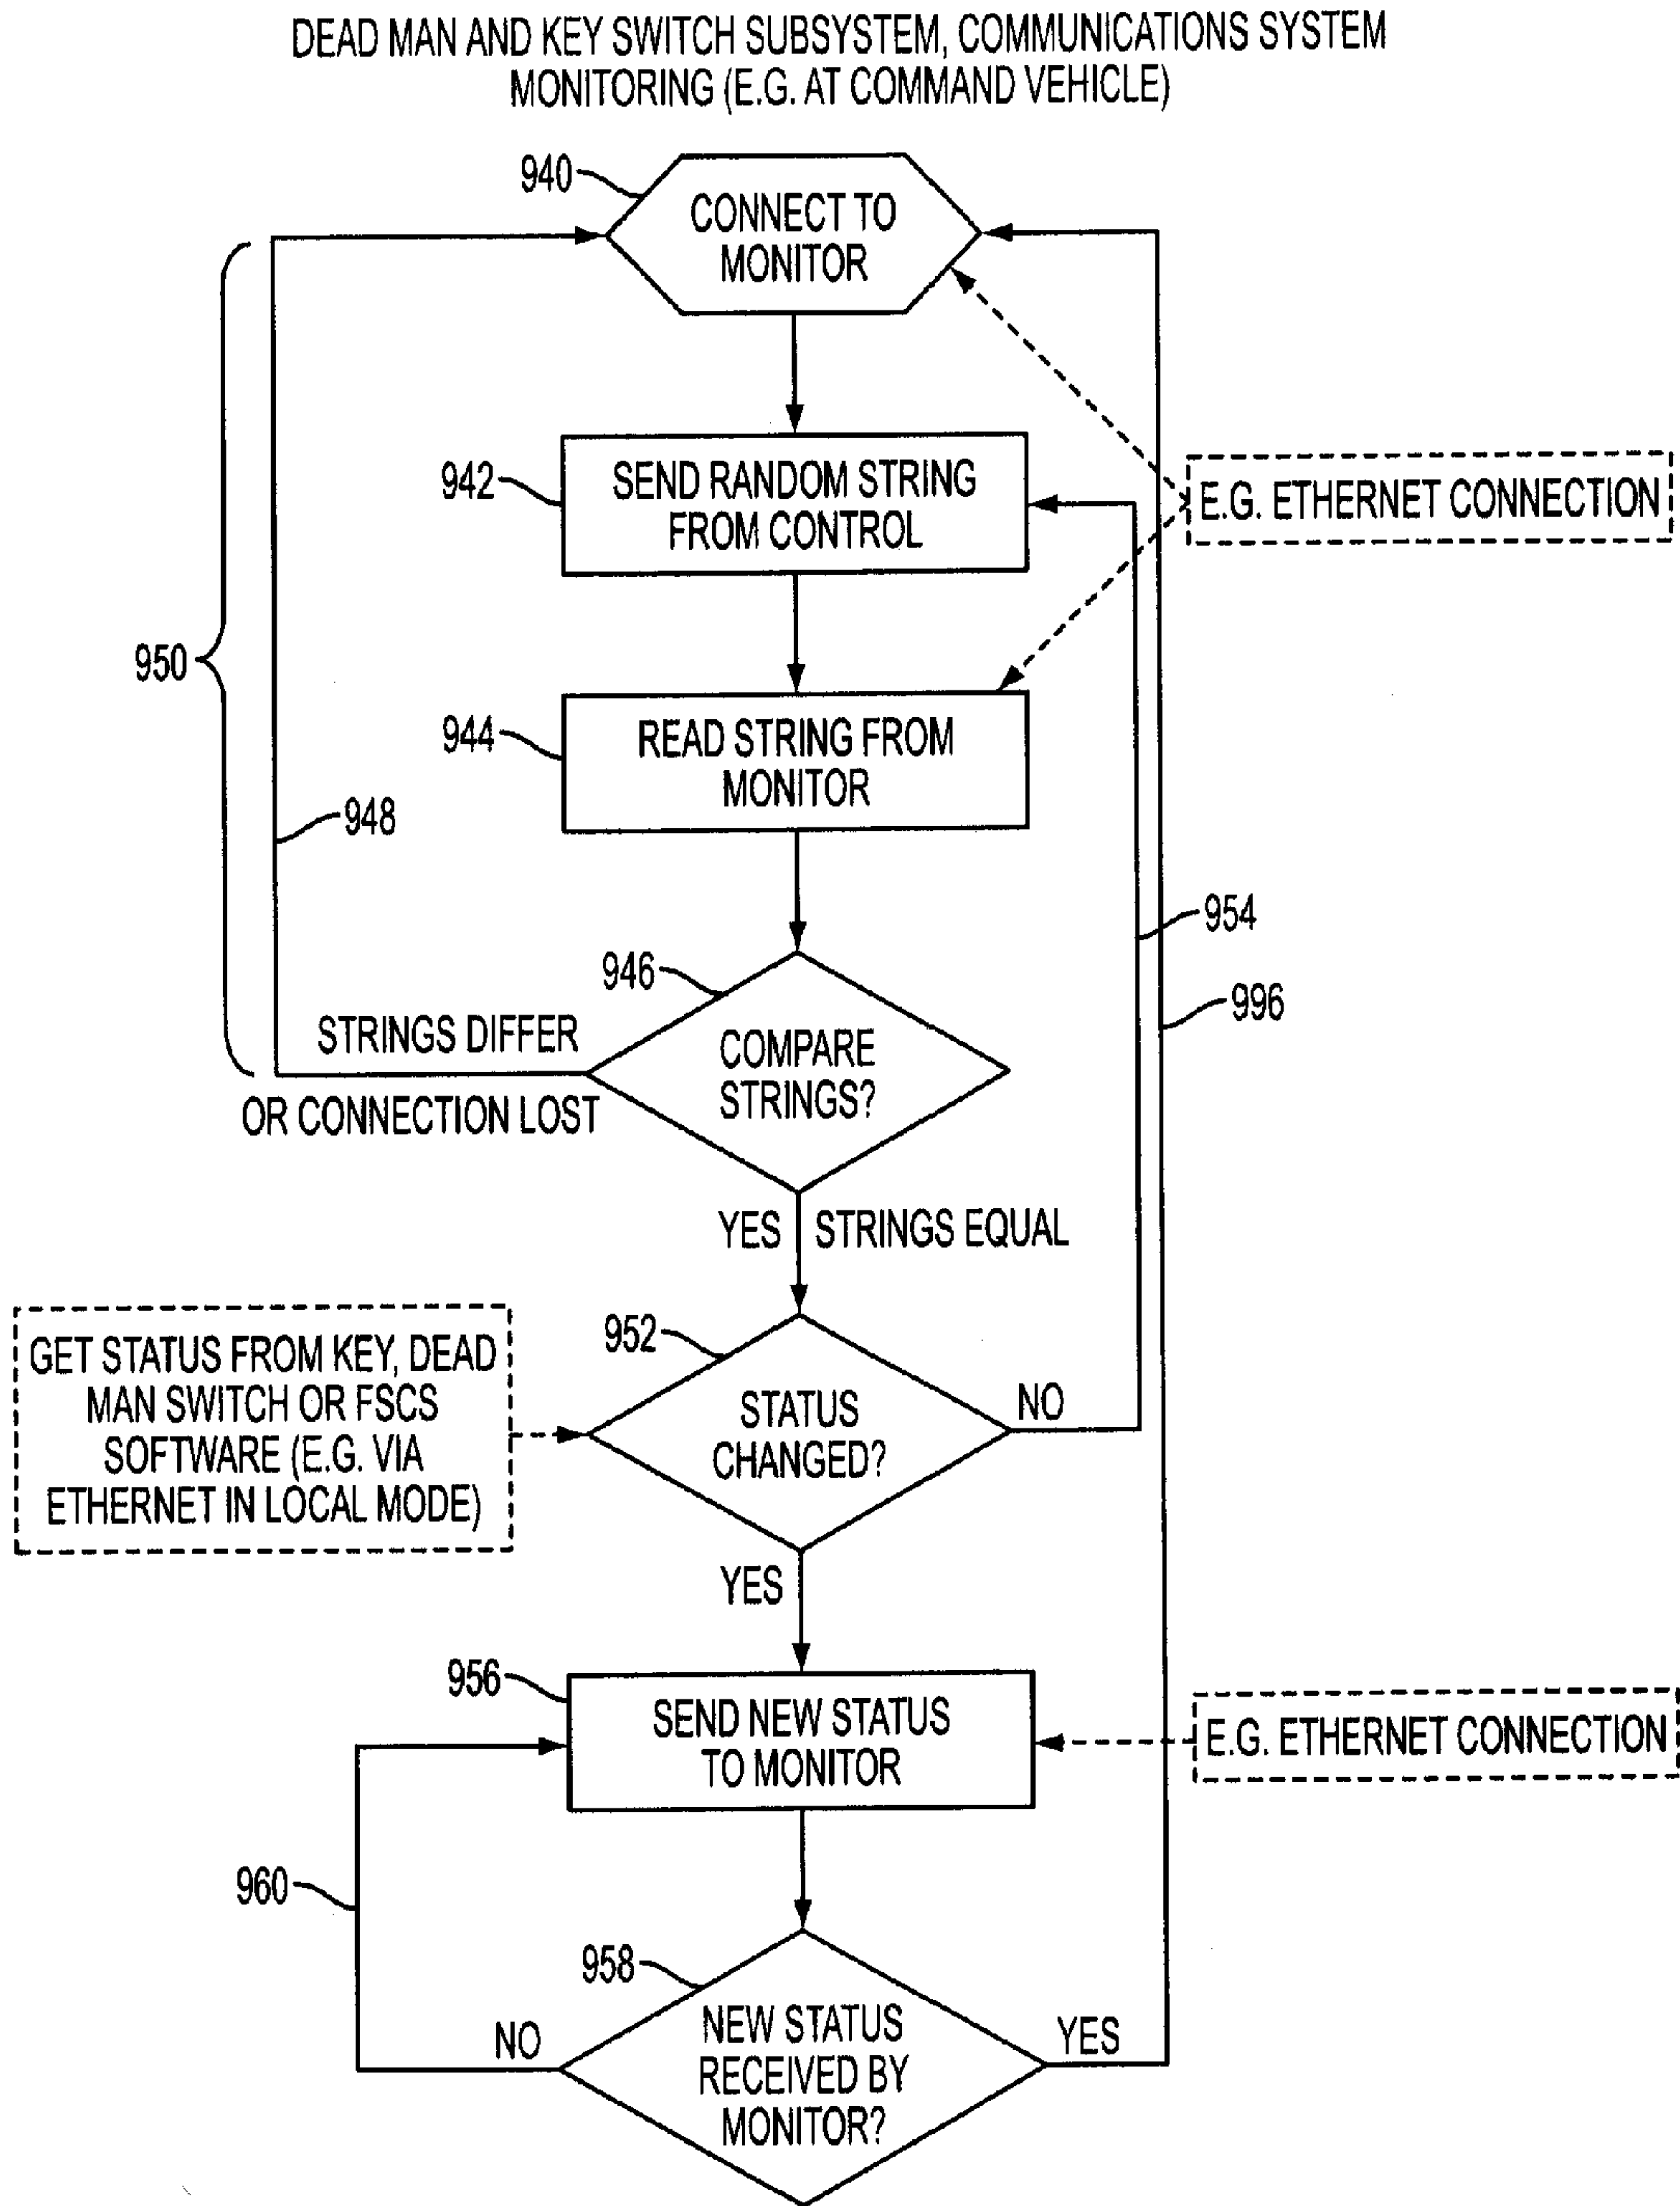 DEAD MAN AND KEY SWITCH SUBSYSTEM, COMMUNICATIONS SYSTEM
MONITORING (E.G. AT COMMAND VEHICLE)
940
CONNECT TO
MONITOR
942
SEND RANDOM STRING
FROM CONTROL
E.G. ETHERNET CONNECTION
950
944
READ STRING FROM
MONITOR
948
954
946
996
STRINGS DIFFER
OR CONNECTION LOST
COMPARE
STRINGS?
YES
STRINGS EQUAL
GET STATUS FROM KEY, DEAD
MAN SWITCH OR FSCS
SOFTWARE (E.G. VIA
ETHERNET IN LOCAL MODE)
952
STATUS
CHANGED?
NO
YES
956
SEND NEW STATUS
TO MONITOR
E.G. ETHERNET CONNECTION
960
958
NO
NEW STATUS
RECEIVED BY
MONITOR?
YES